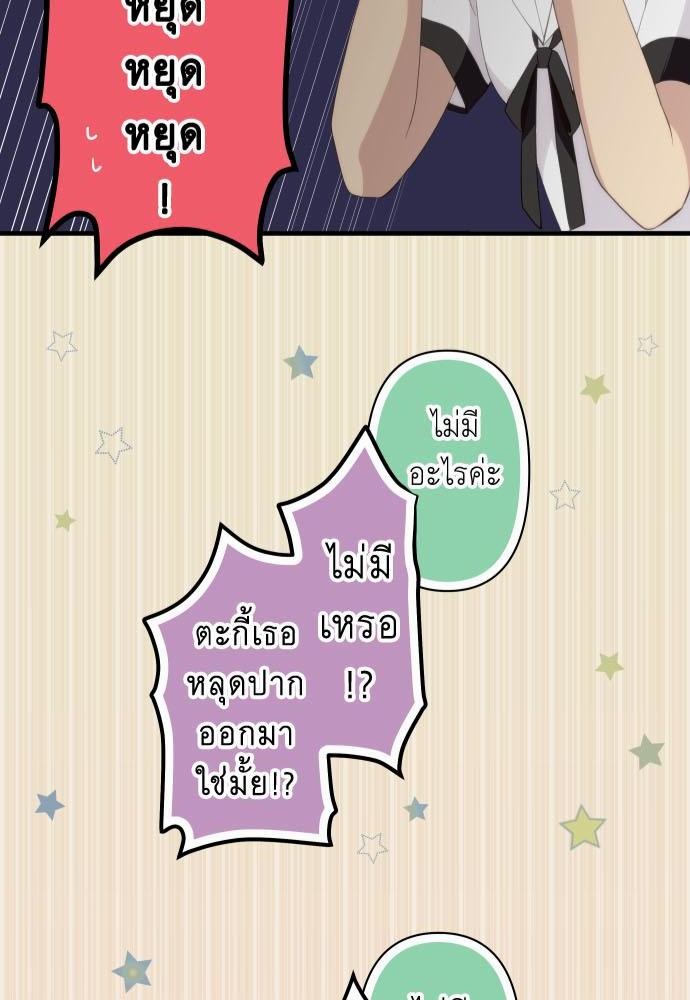 หยุด
หยุด
หยุด
!
ไม่มี
อะไรค่ะ
ไม่มี
เหรอ
!?
ตะกี้เธอ
หลุดปาก
ออกมา
ใช่มั้ย!?